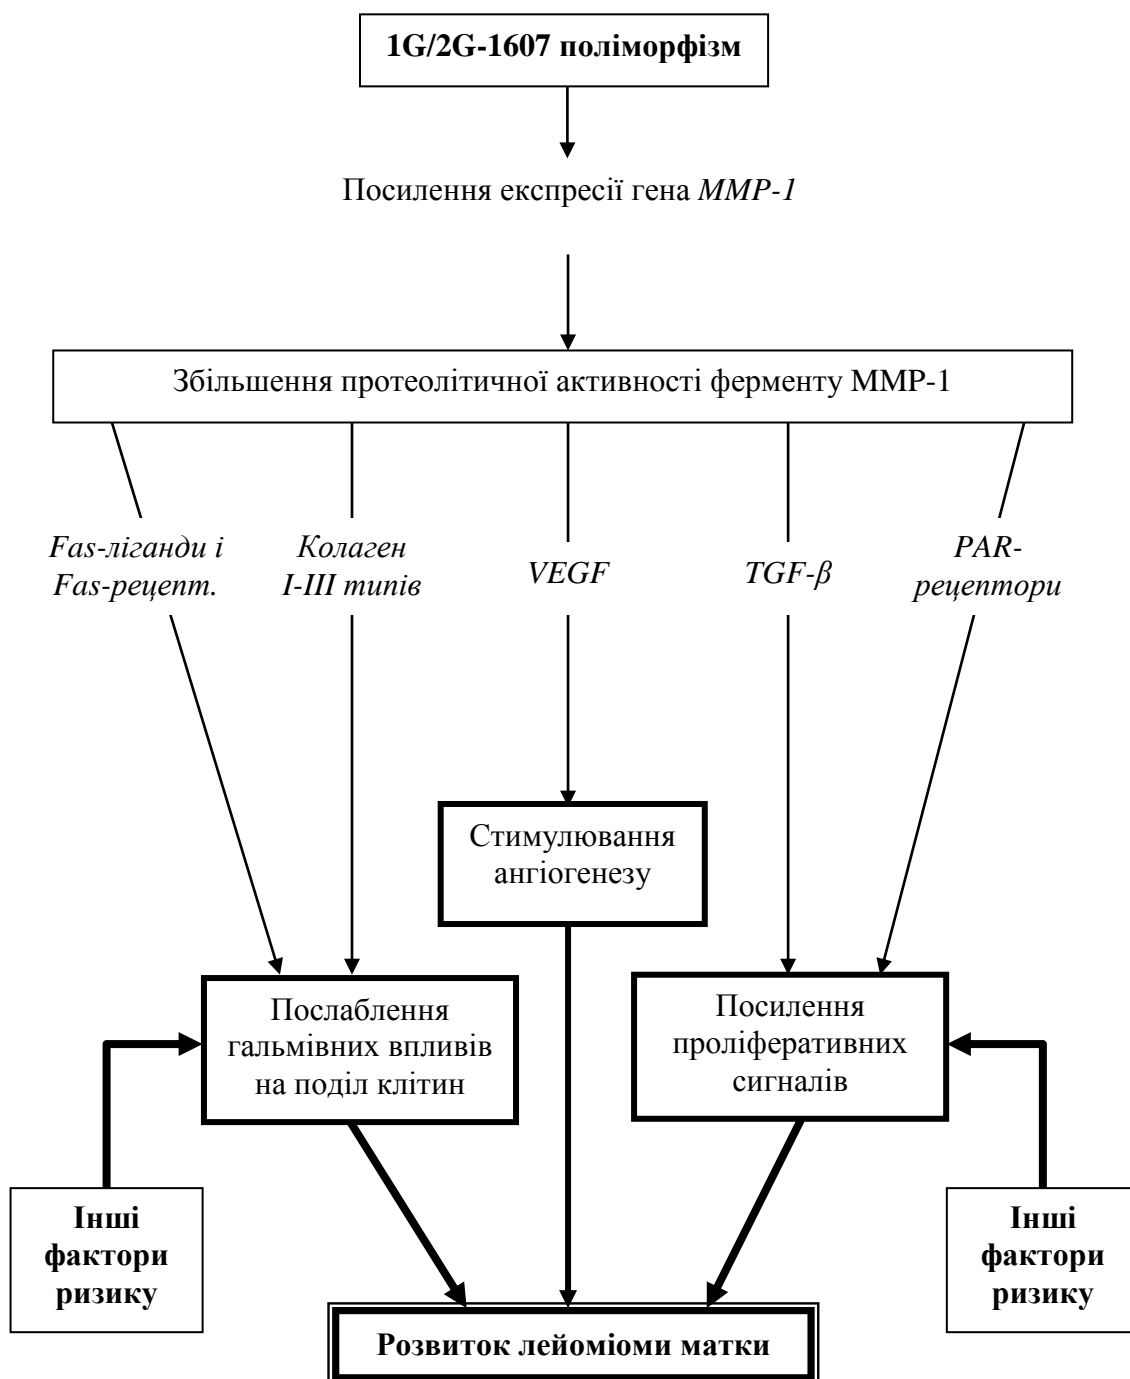 1G/2G-1607 поліморфізм
Посилення експресії гена MMP-1
Збільшення протеолітичної активності ферменту ММР-1
Fas-ліганди і
Fas-рецепт.
Колаген
I-III типів
VEGF
TGF-β
PAR-
рецептори
Стимулювання
ангіогенезу
Послаблення
гальмівних впливів
на поділ клітин
Посилення
проліферативних
сигналів
Інші
фактори
ризику
Інші
фактори
ризику
Розвиток лейоміоми матки